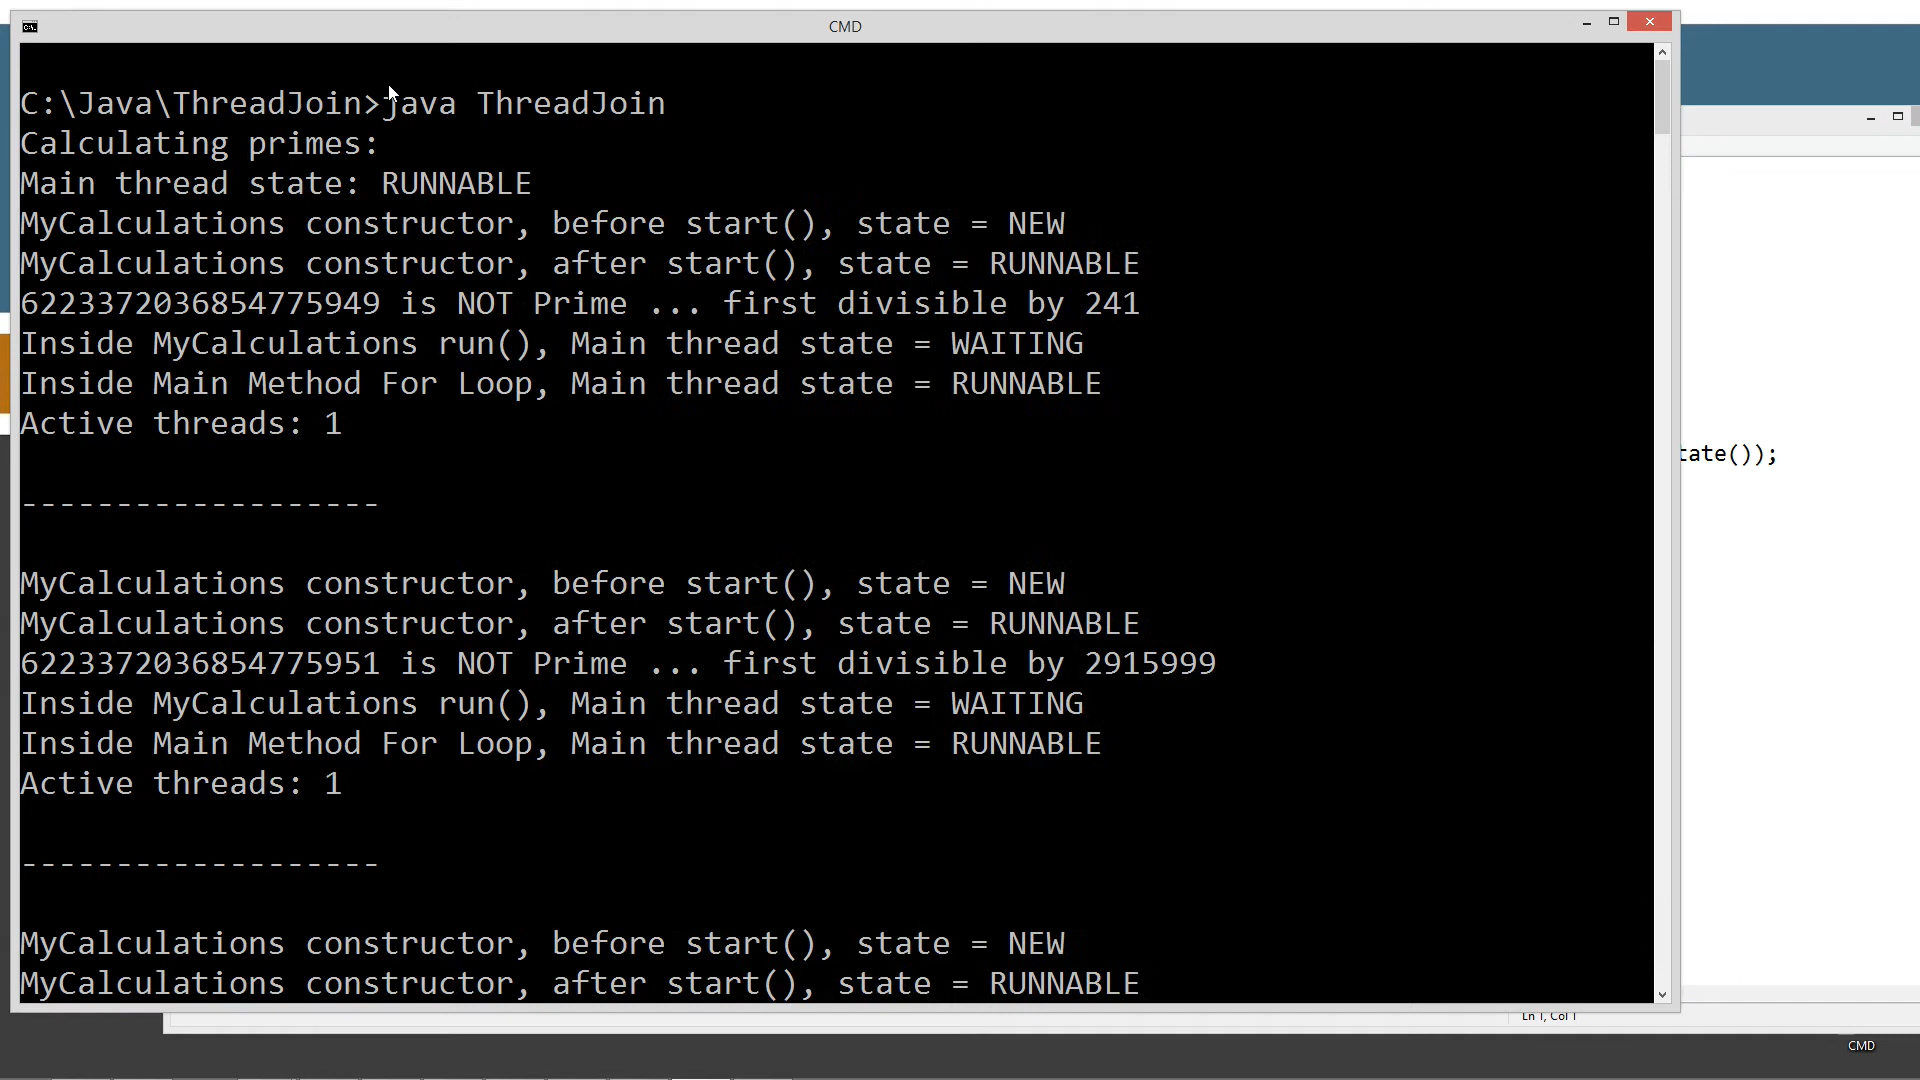 CMD
C:\Java\ThreadJoin>java ThreadJoin
Calculating primes:
Main thread state: RUNNABLE
MyCalculations constructor, before start(), state = NEW
MyCalculations constructor, after start(), state = RUNNABLE
6223372036854775949 is NOT Prime ... first divisible by 241
Inside MyCalculations run(), Main thread state = WAITING
Inside Main Method For Loop, Main thread state = RUNNABLE
Active threads: 1
-------------------
MyCalculations constructor, before start(), state = NEW
MyCalculations constructor, after start(), state = RUNNABLE
6223372036854775951 is NOT Prime ... first divisible by 2915999
Inside MyCalculations run(), Main thread state = WAITING
Inside Main Method For Loop, Main thread state = RUNNABLE
Active threads: 1
-------------------
MyCalculations constructor, before start(), state = NEW
MyCalculations constructor, after start(), state = RUNNABLE
tate());
Ln 1, Col 1
CMD